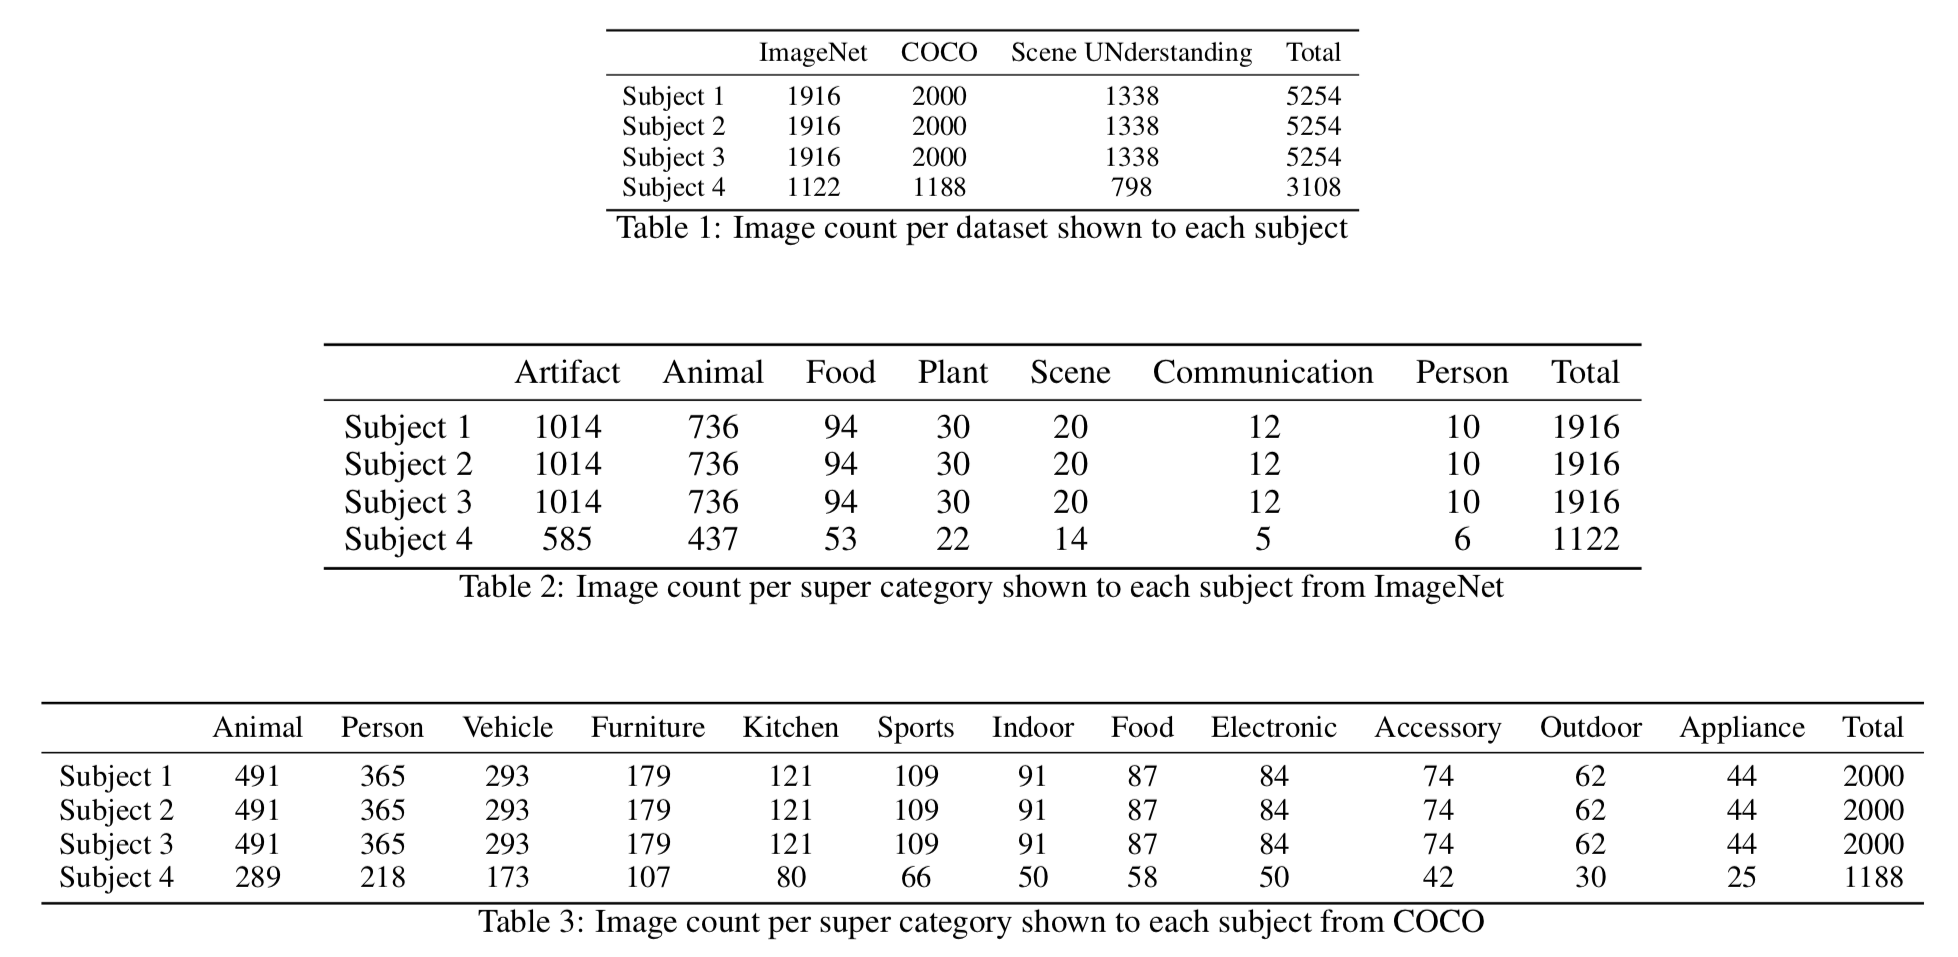 ImageNet COCO Scene UNderstanding Total
Subject 1 1916 2000 1338 5254
Subject 2 1916 2000 1338 5254
Subject 3 1916 2000 1338 5254
Subject 4 1122 1188 798 3108
Table 1: Image count per dataset shown to each subject
Artifact Animal Food Plant Scene Communication Person Total
Subject 1 1014 736 94 30 20 12 10 1916
Subject 2 1014 736 94 30 20 12 10 1916
Subject 3 1014 736 94 30 20 12 10 1916
Subject 4 585 437 53 22 14 5 6 1122
Table 2: Image count per super category shown to each subject from ImageNet
Animal Person Vehicle Furniture Kitchen Sports Indoor Food Electronic Accessory Outdoor Appliance Total
Subject 1 491 365 293 179 121 109 91 87 84 74 62 44 2000
Subject 2 491 365 293 179 121 109 91 87 84 74 62 44 2000
Subject 3 491 365 293 179 121 109 91 87 84 74 62 44 2000
Subject 4 289 218 173 107 80 66 50 58 50 42 30 25 1188
Table 3: Image count per super category shown to each subject from COCO